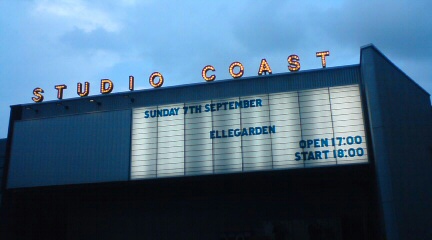 STUDIO COAST
SUNDAY 7TH SEPTEMBER
ELLEGARDEN
OPEN 17:00
START 18:00